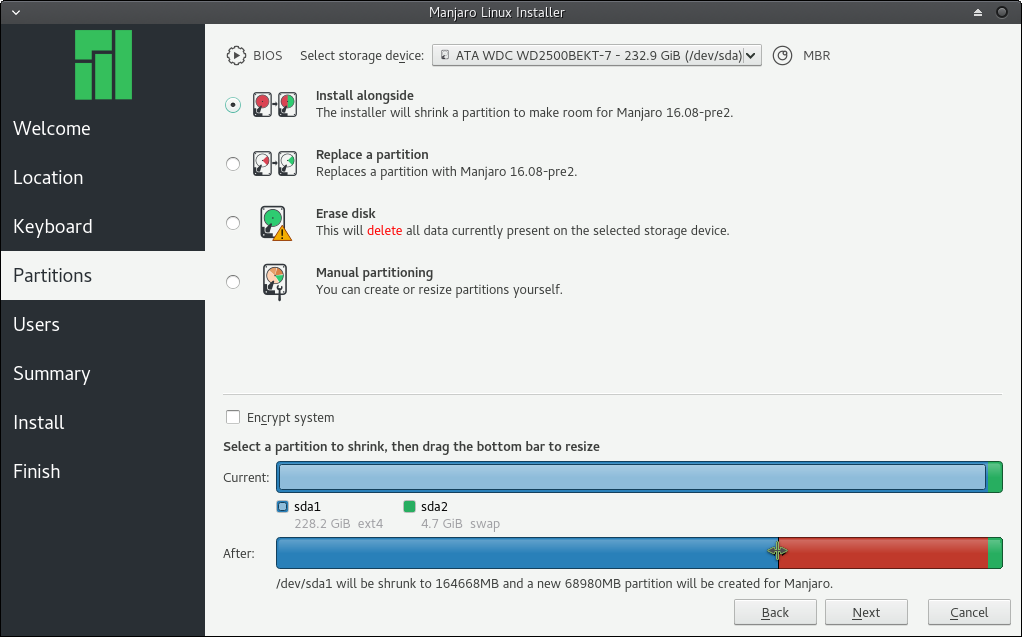 Manjaro Linux Installer
BIOS Select storage device: ATA WDC WD2500BEKT-7 - 232.9 GiB (/dev/sda) MBR
Welcome
Location
Keyboard
Partitions
Users
Summary
Install
Finish
Install alongside
The installer will shrink a partition to make room for Manjaro 16.08-pre2.
Replace a partition
Replaces a partition with Manjaro 16.08-pre2.
Erase disk
This will delete all data currently present on the selected storage device.
Manual partitioning
You can create or resize partitions yourself.
Encrypt system
Select a partition to shrink, then drag the bottom bar to resize
Current:
sda1 sda2
228.2 GiB ext4 4.7 GiB swap
After:
/dev/sda1 will be shrunk to 164668MB and a new 68980MB partition will be created for Manjaro.
Back Next Cancel